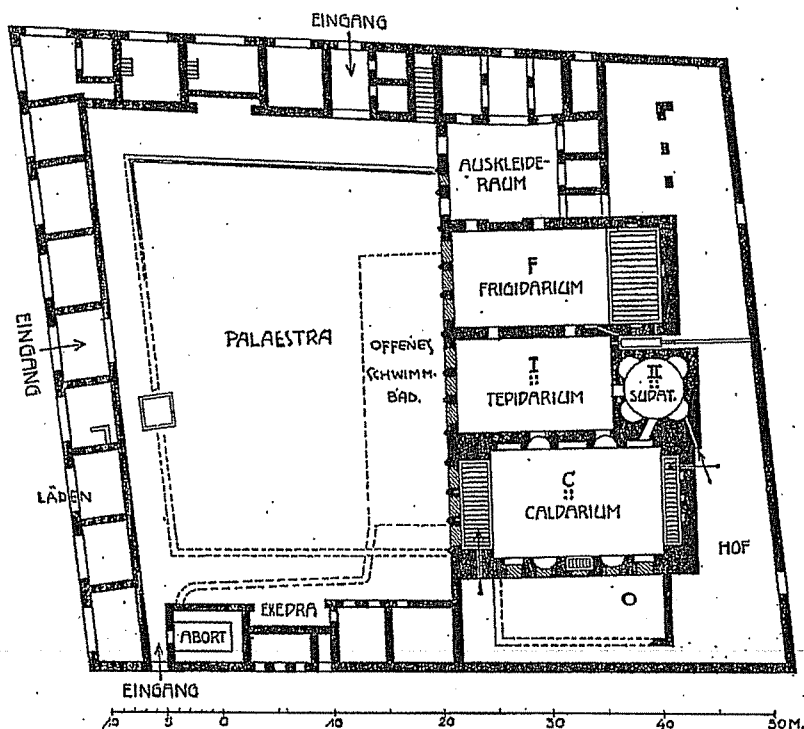 EINGANG
AUSKLEIDE-
RAUM
F
FRIGIDARIUM
PALAESTRA
OFFENES
SCHWIMM-
BAD.
EINGANG
T
TEPIDARIUM
II
SUDAT.
LÄDEN
C
CALDARIUM
HOF
EXEDRA
ABORT
EINGANG
10 5 0 10 20 30 40 50 M.